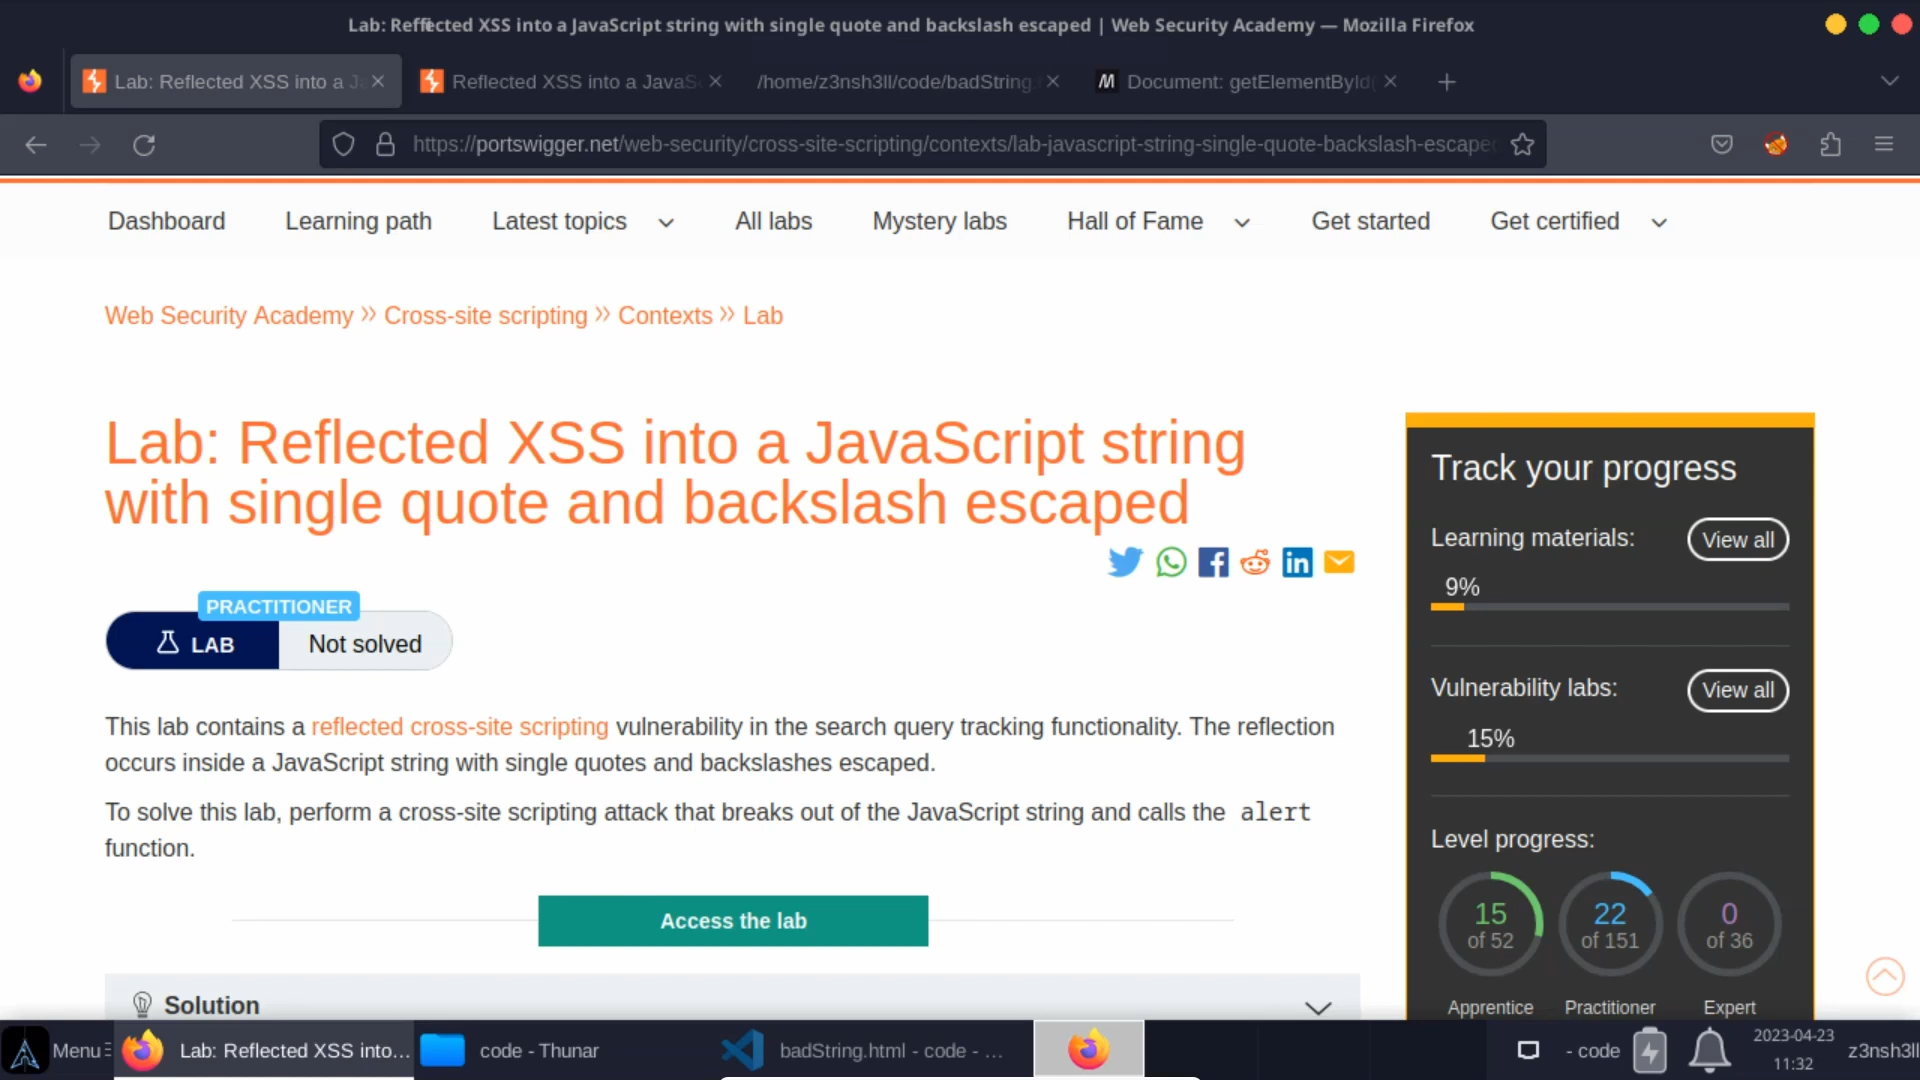 Lab: Reflected XSS into a JavaScript string with single quote and backslash escaped | Web Security Academy — Mozilla Firefox
Lab: Reflected XSS into a Ja
Reflected XSS into a JavaS
/home/z3nsh3ll/code/badString.
Document: getElementById(
https://portswigger.net/web-security/cross-site-scripting/contexts/lab-javascript-string-single-quote-backslash-escaped
Dashboard
Learning path
Latest topics
All labs
Mystery labs
Hall of Fame
Get started
Get certified
Web Security Academy » Cross-site scripting » Contexts » Lab
Lab: Reflected XSS into a JavaScript string
with single quote and backslash escaped
PRACTITIONER
LAB
Not solved
This lab contains a reflected cross-site scripting vulnerability in the search query tracking functionality. The reflection
occurs inside a JavaScript string with single quotes and backslashes escaped.
To solve this lab, perform a cross-site scripting attack that breaks out of the JavaScript string and calls the alert
function.
Access the lab
Solution
Track your progress
Learning materials:
View all
9%
Vulnerability labs:
View all
15%
Level progress:
15
of 52
22
of 151
0
of 36
Apprentice
Practitioner
Expert
Menu
Lab: Reflected XSS into...
code - Thunar
badString.html - code - ...
- code
2023-04-23
11:32
z3nsh3ll